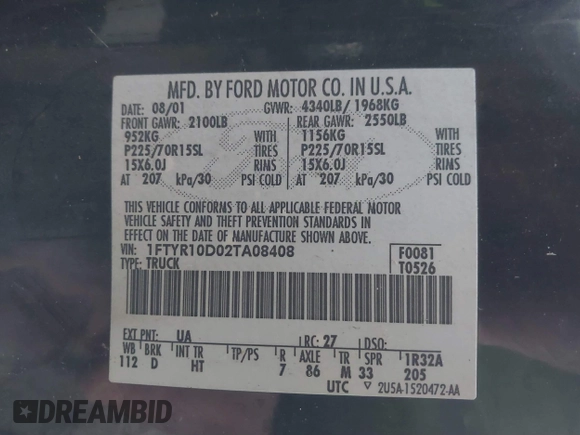 MFD. BY FORD MOTOR CO. IN U.S.A.
DATE: 08/01 GVWR: 4340LB/ 1968KG
FRONT GAWR: 2100LB REAR GAWR: 2550LB
952KG WITH 1156KG WITH
P225/70R15SL TIRES P225/70R15SL TIRES
15X6.0J RIMS 15X6.0J RIMS
AT 207 kPa/30 PSI COLD AT 207 kPa/30 PSI COLD
THIS VEHICLE CONFORMS TO ALL APPLICABLE FEDERAL MOTOR
VEHICLE SAFETY AND THEFT PREVENTION STANDARDS IN
EFFECT ON THE DATE OF MANUFACTURE SHOWN ABOVE.
VIN: 1FTYR10D02TA08408 F0081
TYPE: TRUCK T0526
EXT PNT: UA RC: 27 DSO:
WB BRK INT TR TP/PS R AXLE TR SPR 1R32A
112 D HT 7 86 M 33 205
UTC ▽ 2U5A-1520472-AA
DREAMBID